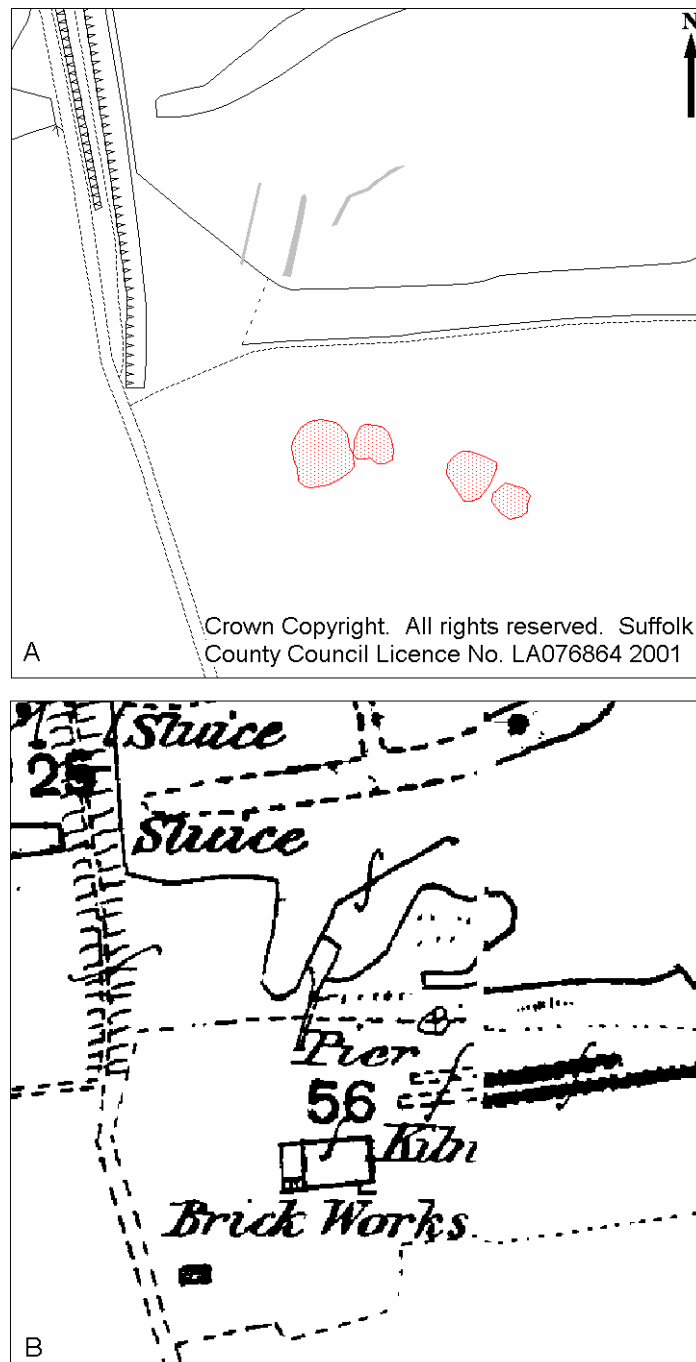 N
Crown Copyright. All rights reserved. Suffolk
County Council Licence No. LA076864 2001
A
Sluice
25
Sluice
Pier
56
Kiln
Brick Works
B